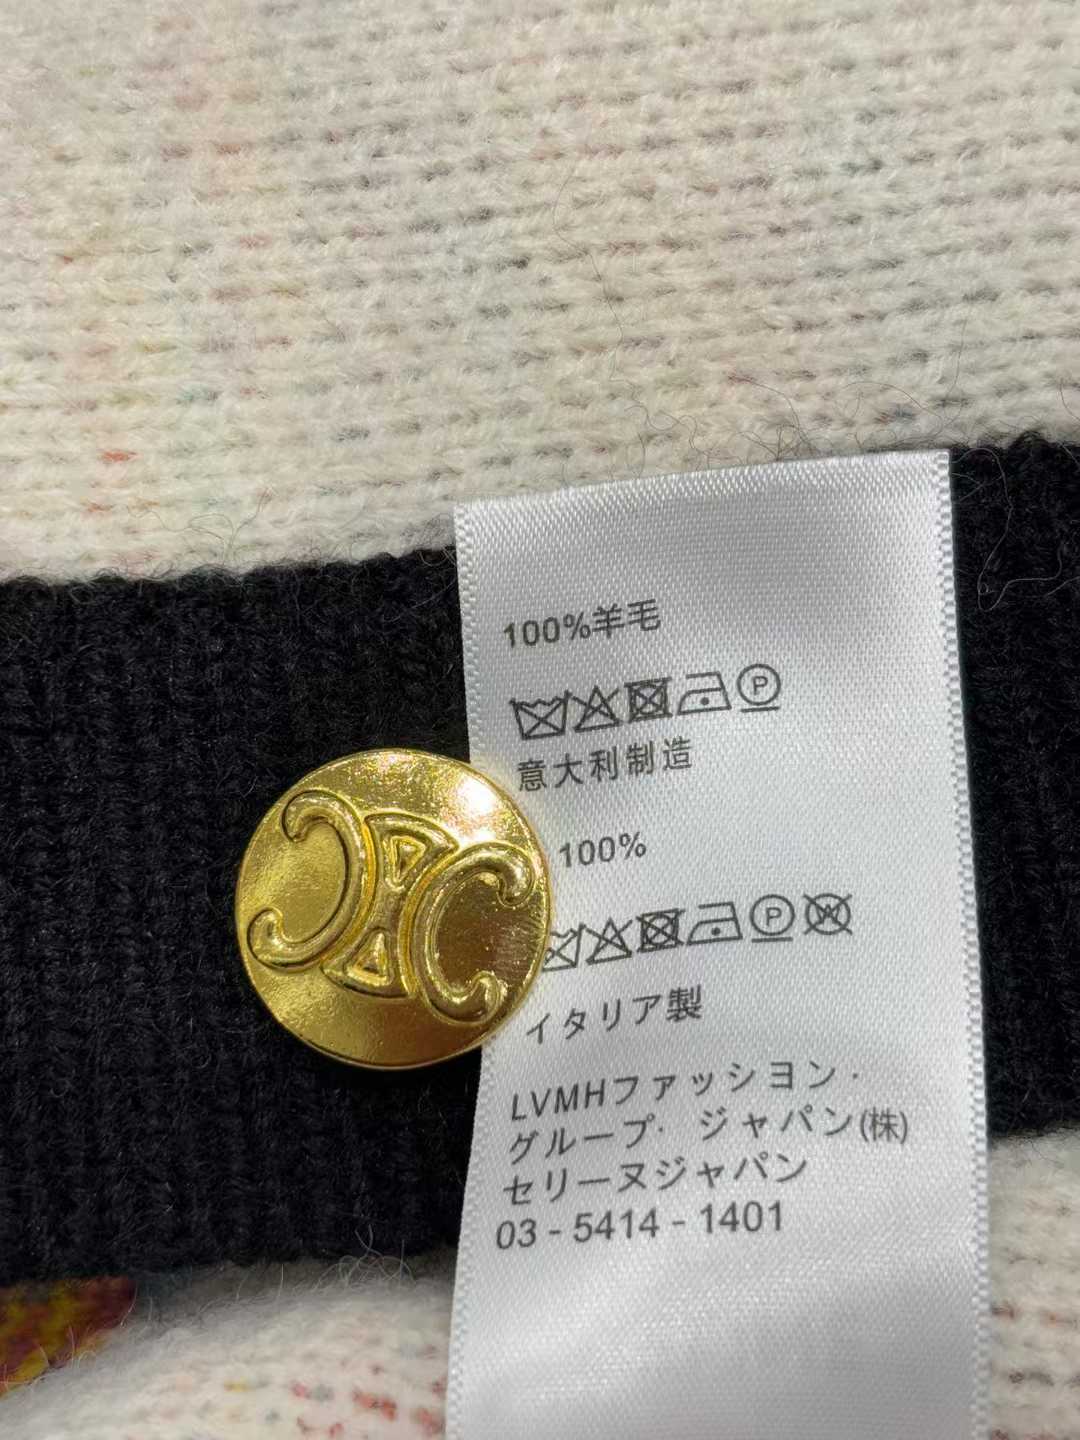 100%羊毛
P
意大利制造
100%
P W
イタリア製
LVMHファッション・
グループ・ジャパン(株)
セリーヌジャパン
03 - 5414 - 1401